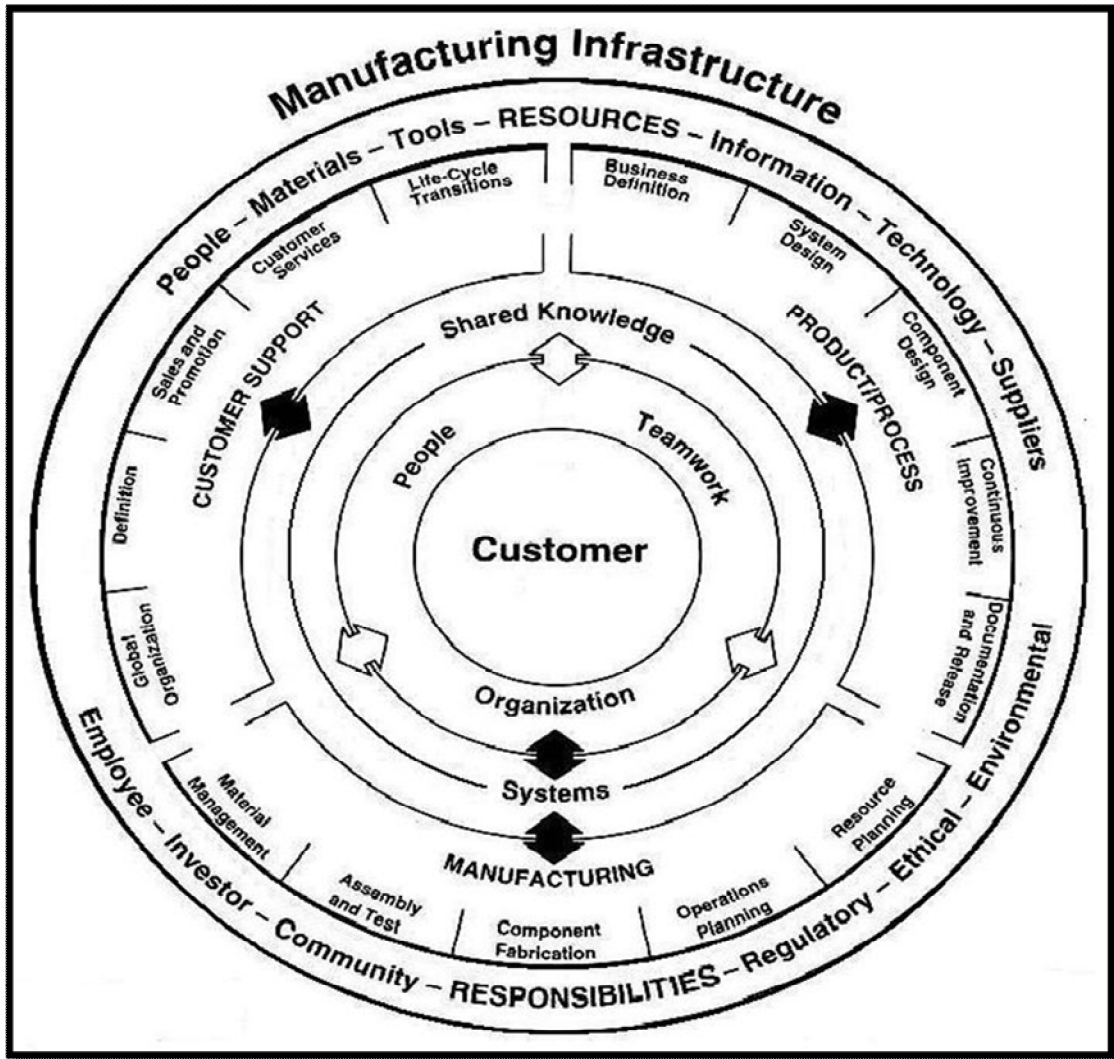 Manufacturing Infrastructure
People – Materials – Tools – RESOURCES – Information – Technology – Suppliers
Life-Cycle
Transitions
Business
Definition
Customer
Services
System
Design
Sales and
Promotion
Component
Design
CUSTOMER SUPPORT
PRODUCT/PROCESS
Definition
Continuous
Improvement
Global
Organization
Documentation
and Release
Shared Knowledge
People
Teamwork
Customer
Organization
Systems
MANUFACTURING
Material
Management
Assembly
and Test
Component
Fabrication
Operations
Planning
Resource
Planning
Employee – Investor – Community – RESPONSIBILITIES – Regulatory – Ethical – Environmental